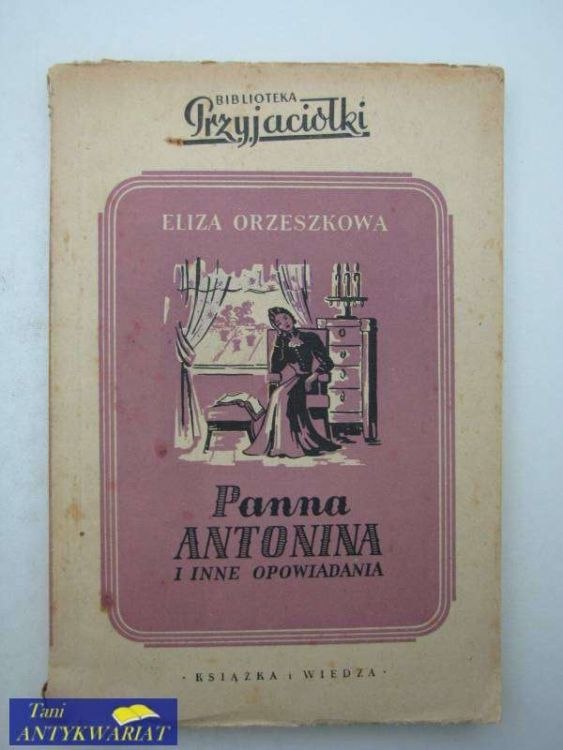 BIBLIOTEKA
Przyjaciółki
ELIZA ORZESZKOWA
Panna
ANTONINA
I INNE OPOWIADANIA
· KSIĄŻKA i WIEDZA ·
Tani
ANTYKWARIAT